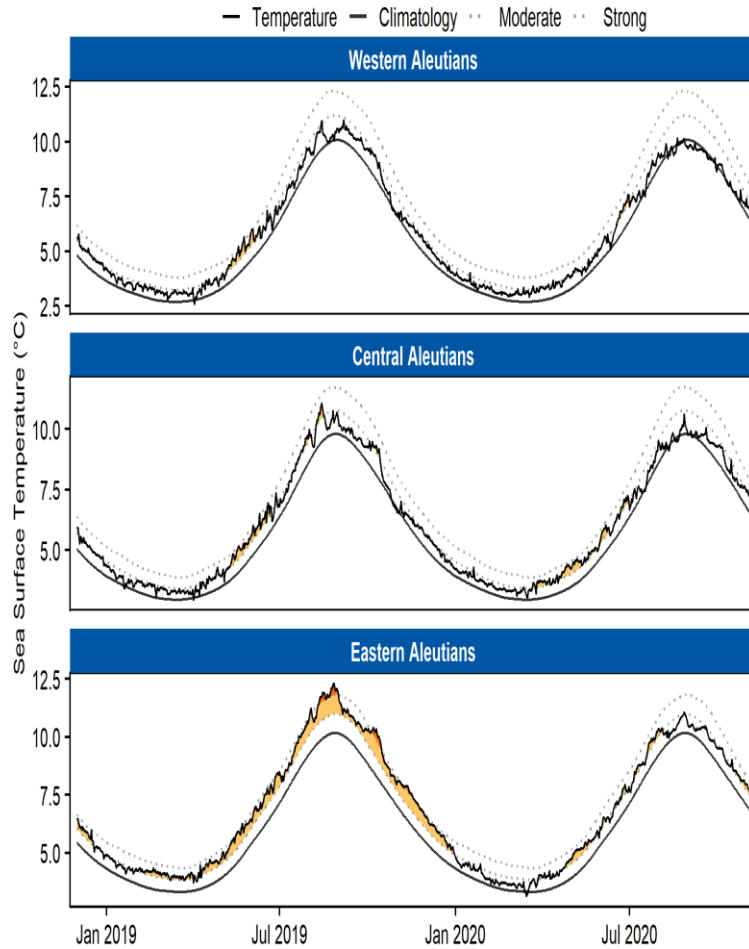 Temperature Climatology Moderate Strong
Western Aleutians
12.5
10.0
7.5
5.0
2.5
Central Aleutians
10.0
7.5
5.0
Sea Surface Temperature (°C)
Eastern Aleutians
12.5
10.0
7.5
5.0
Jan 2019 Jul 2019 Jan 2020 Jul 2020